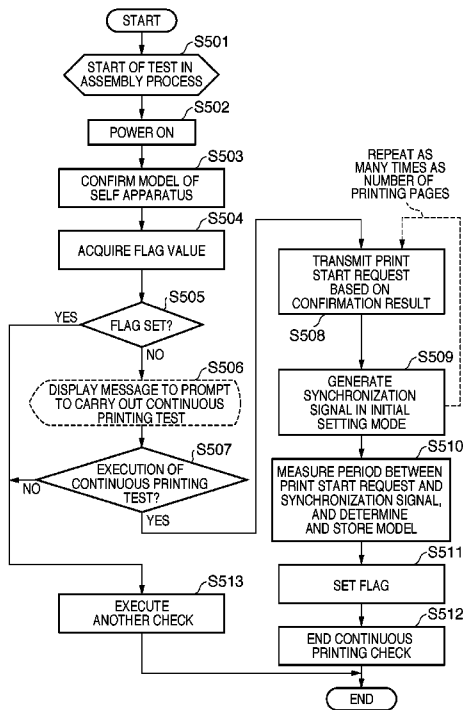 START
S501
START OF TEST IN
ASSEMBLY PROCESS
S502
POWER ON
S503
CONFIRM MODEL OF
SELF APPARATUS
S504
ACQUIRE FLAG VALUE
S505
YES
FLAG SET?
NO
S506
DISPLAY MESSAGE TO PROMPT
TO CARRY OUT CONTINUOUS
PRINTING TEST
S507
EXECUTION OF
CONTINUOUS PRINTING
TEST?
NO
YES
REPEAT AS
MANY TIMES AS
NUMBER OF
PRINTING PAGES
TRANSMIT PRINT
START REQUEST
BASED ON
CONFIRMATION RESULT
S508
S509
GENERATE
SYNCHRONIZATION
SIGNAL IN INITIAL
SETTING MODE
S510
MEASURE PERIOD BETWEEN
PRINT START REQUEST AND
SYNCHRONIZATION SIGNAL,
AND DETERMINE
AND STORE MODEL
S511
SET FLAG
S512
END CONTINUOUS
PRINTING CHECK
S513
EXECUTE
ANOTHER CHECK
END